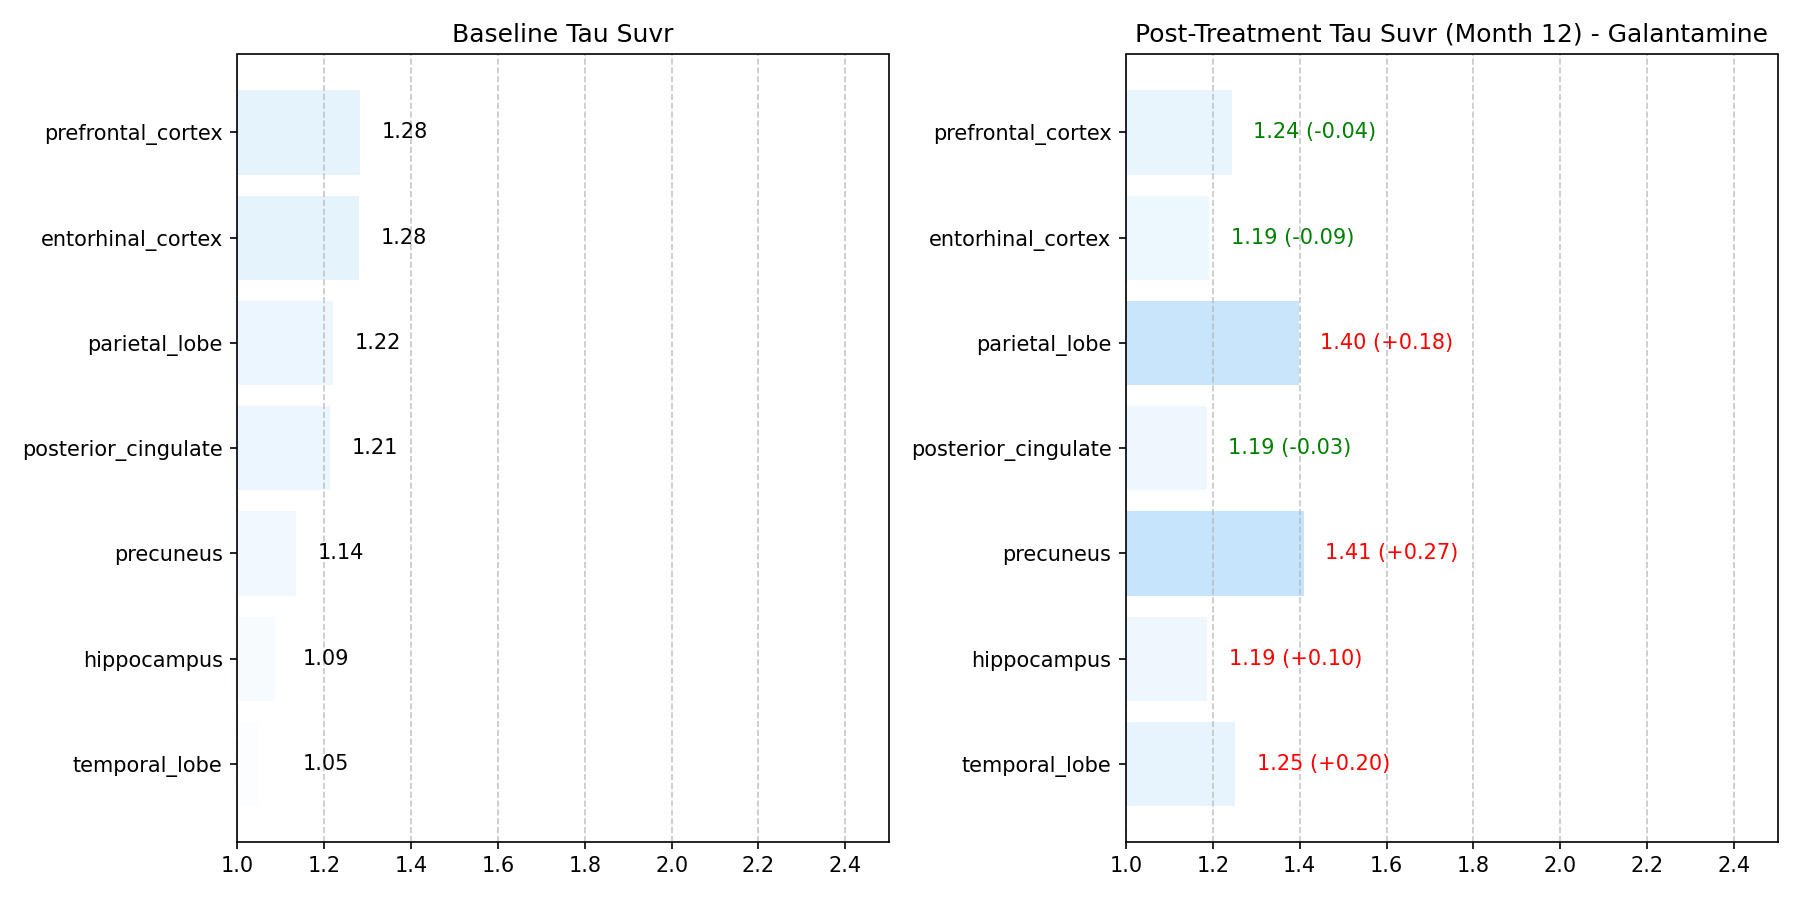 Baseline Tau Suvr
prefrontal_cortex 1.28
entorhinal_cortex 1.28
parietal_lobe 1.22
posterior_cingulate 1.21
precuneus 1.14
hippocampus 1.09
temporal_lobe 1.05
1.0 1.2 1.4 1.6 1.8 2.0 2.2 2.4
Post-Treatment Tau Suvr (Month 12) - Galantamine
prefrontal_cortex 1.24 (-0.04)
entorhinal_cortex 1.19 (-0.09)
parietal_lobe 1.40 (+0.18)
posterior_cingulate 1.19 (-0.03)
precuneus 1.41 (+0.27)
hippocampus 1.19 (+0.10)
temporal_lobe 1.25 (+0.20)
1.0 1.2 1.4 1.6 1.8 2.0 2.2 2.4